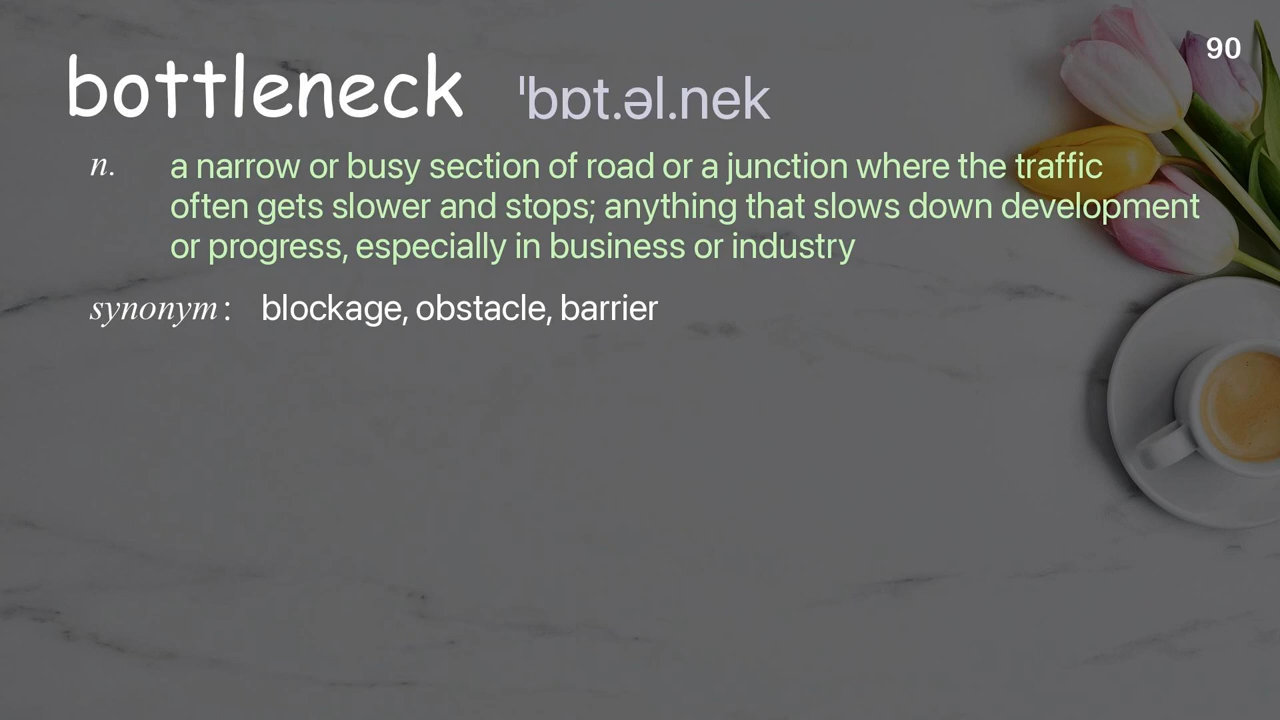 90
bottleneck ˈbɒt.əl.nek
n. a narrow or busy section of road or a junction where the traffic
often gets slower and stops; anything that slows down development
or progress, especially in business or industry
synonym: blockage, obstacle, barrier